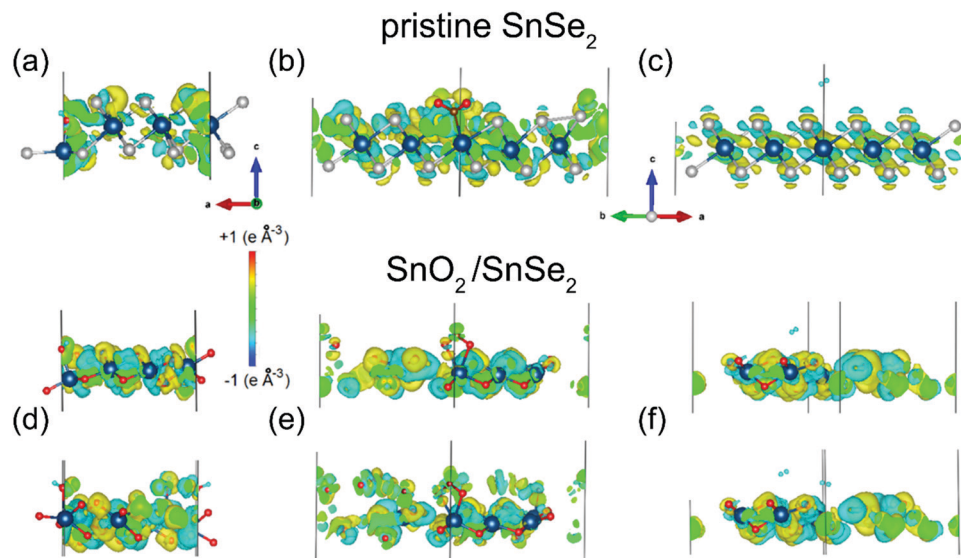 pristine SnSe₂
(a)
(b)
(c)
c
a
b
c
b
a
+1 (e Å⁻³)
-1 (e Å⁻³)
SnO₂/SnSe₂
(d)
(e)
(f)